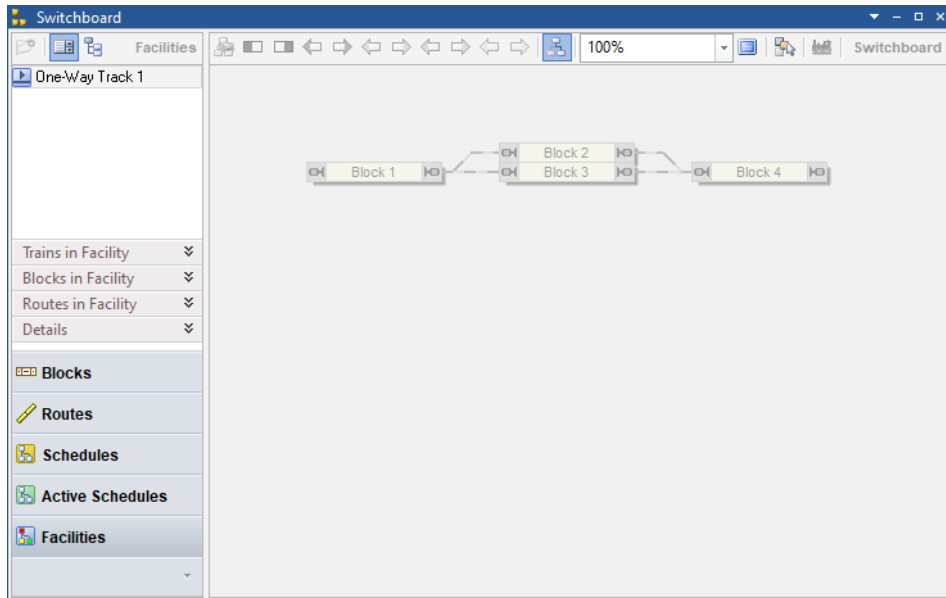 Switchboard
Facilities
100%
Switchboard
One-Way Track 1
Block 2
Block 1
Block 3
Block 4
Trains in Facility
Blocks in Facility
Routes in Facility
Details
Blocks
Routes
Schedules
Active Schedules
Facilities